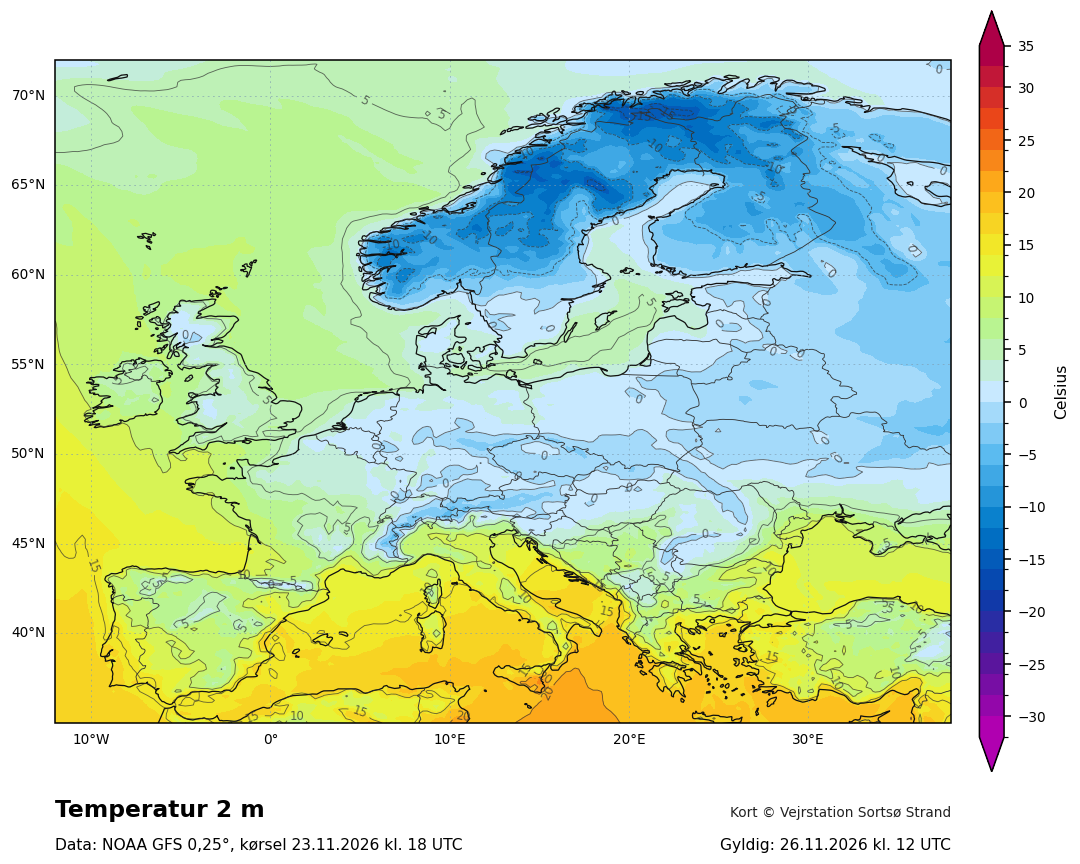 70°N
65°N
60°N
55°N
50°N
45°N
40°N
10°W
0°
10°E
20°E
30°E
35
30
25
20
15
10
5
0
−5
−10
−15
−20
−25
−30
Celsius
Temperatur 2 m
Kort © Vejrstation Sortsø Strand
Data: NOAA GFS 0,25°, kørsel 23.11.2026 kl. 18 UTC
Gyldig: 26.11.2026 kl. 12 UTC